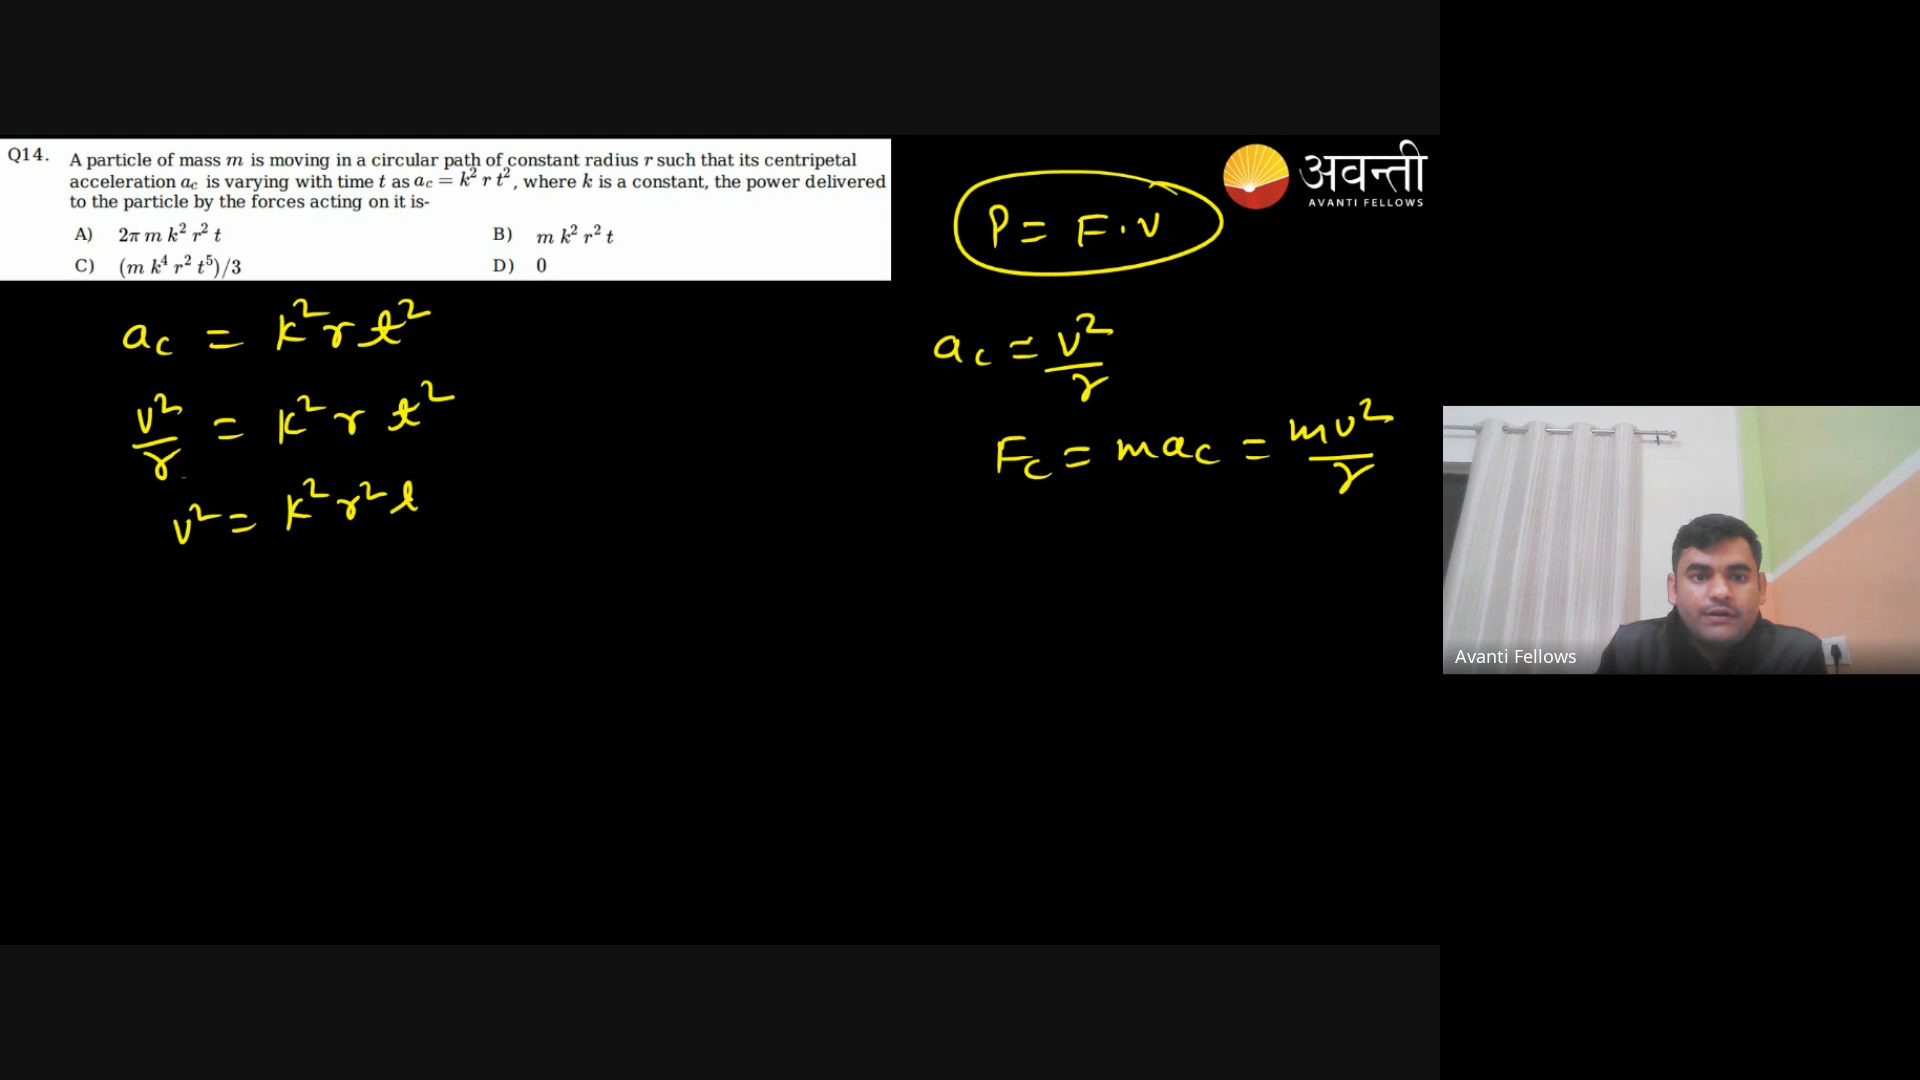 Q14. A particle of mass m is moving in a circular path of constant radius r such that its centripetal
acceleration a_c is varying with time t as a_c = k² r t², where k is a constant, the power delivered
to the particle by the forces acting on it is-
A) 2π m k² r² t B) m k² r² t
C) (m k⁴ r² t⁵)/3 D) 0
अवन्ती
AVANTI FELLOWS
P = F · v
a_c = k² r t²
a_c = v²/r
v²/r = k² r t²
F_c = m a_c = mv²/r
v² = k² r² t
Avanti Fellows